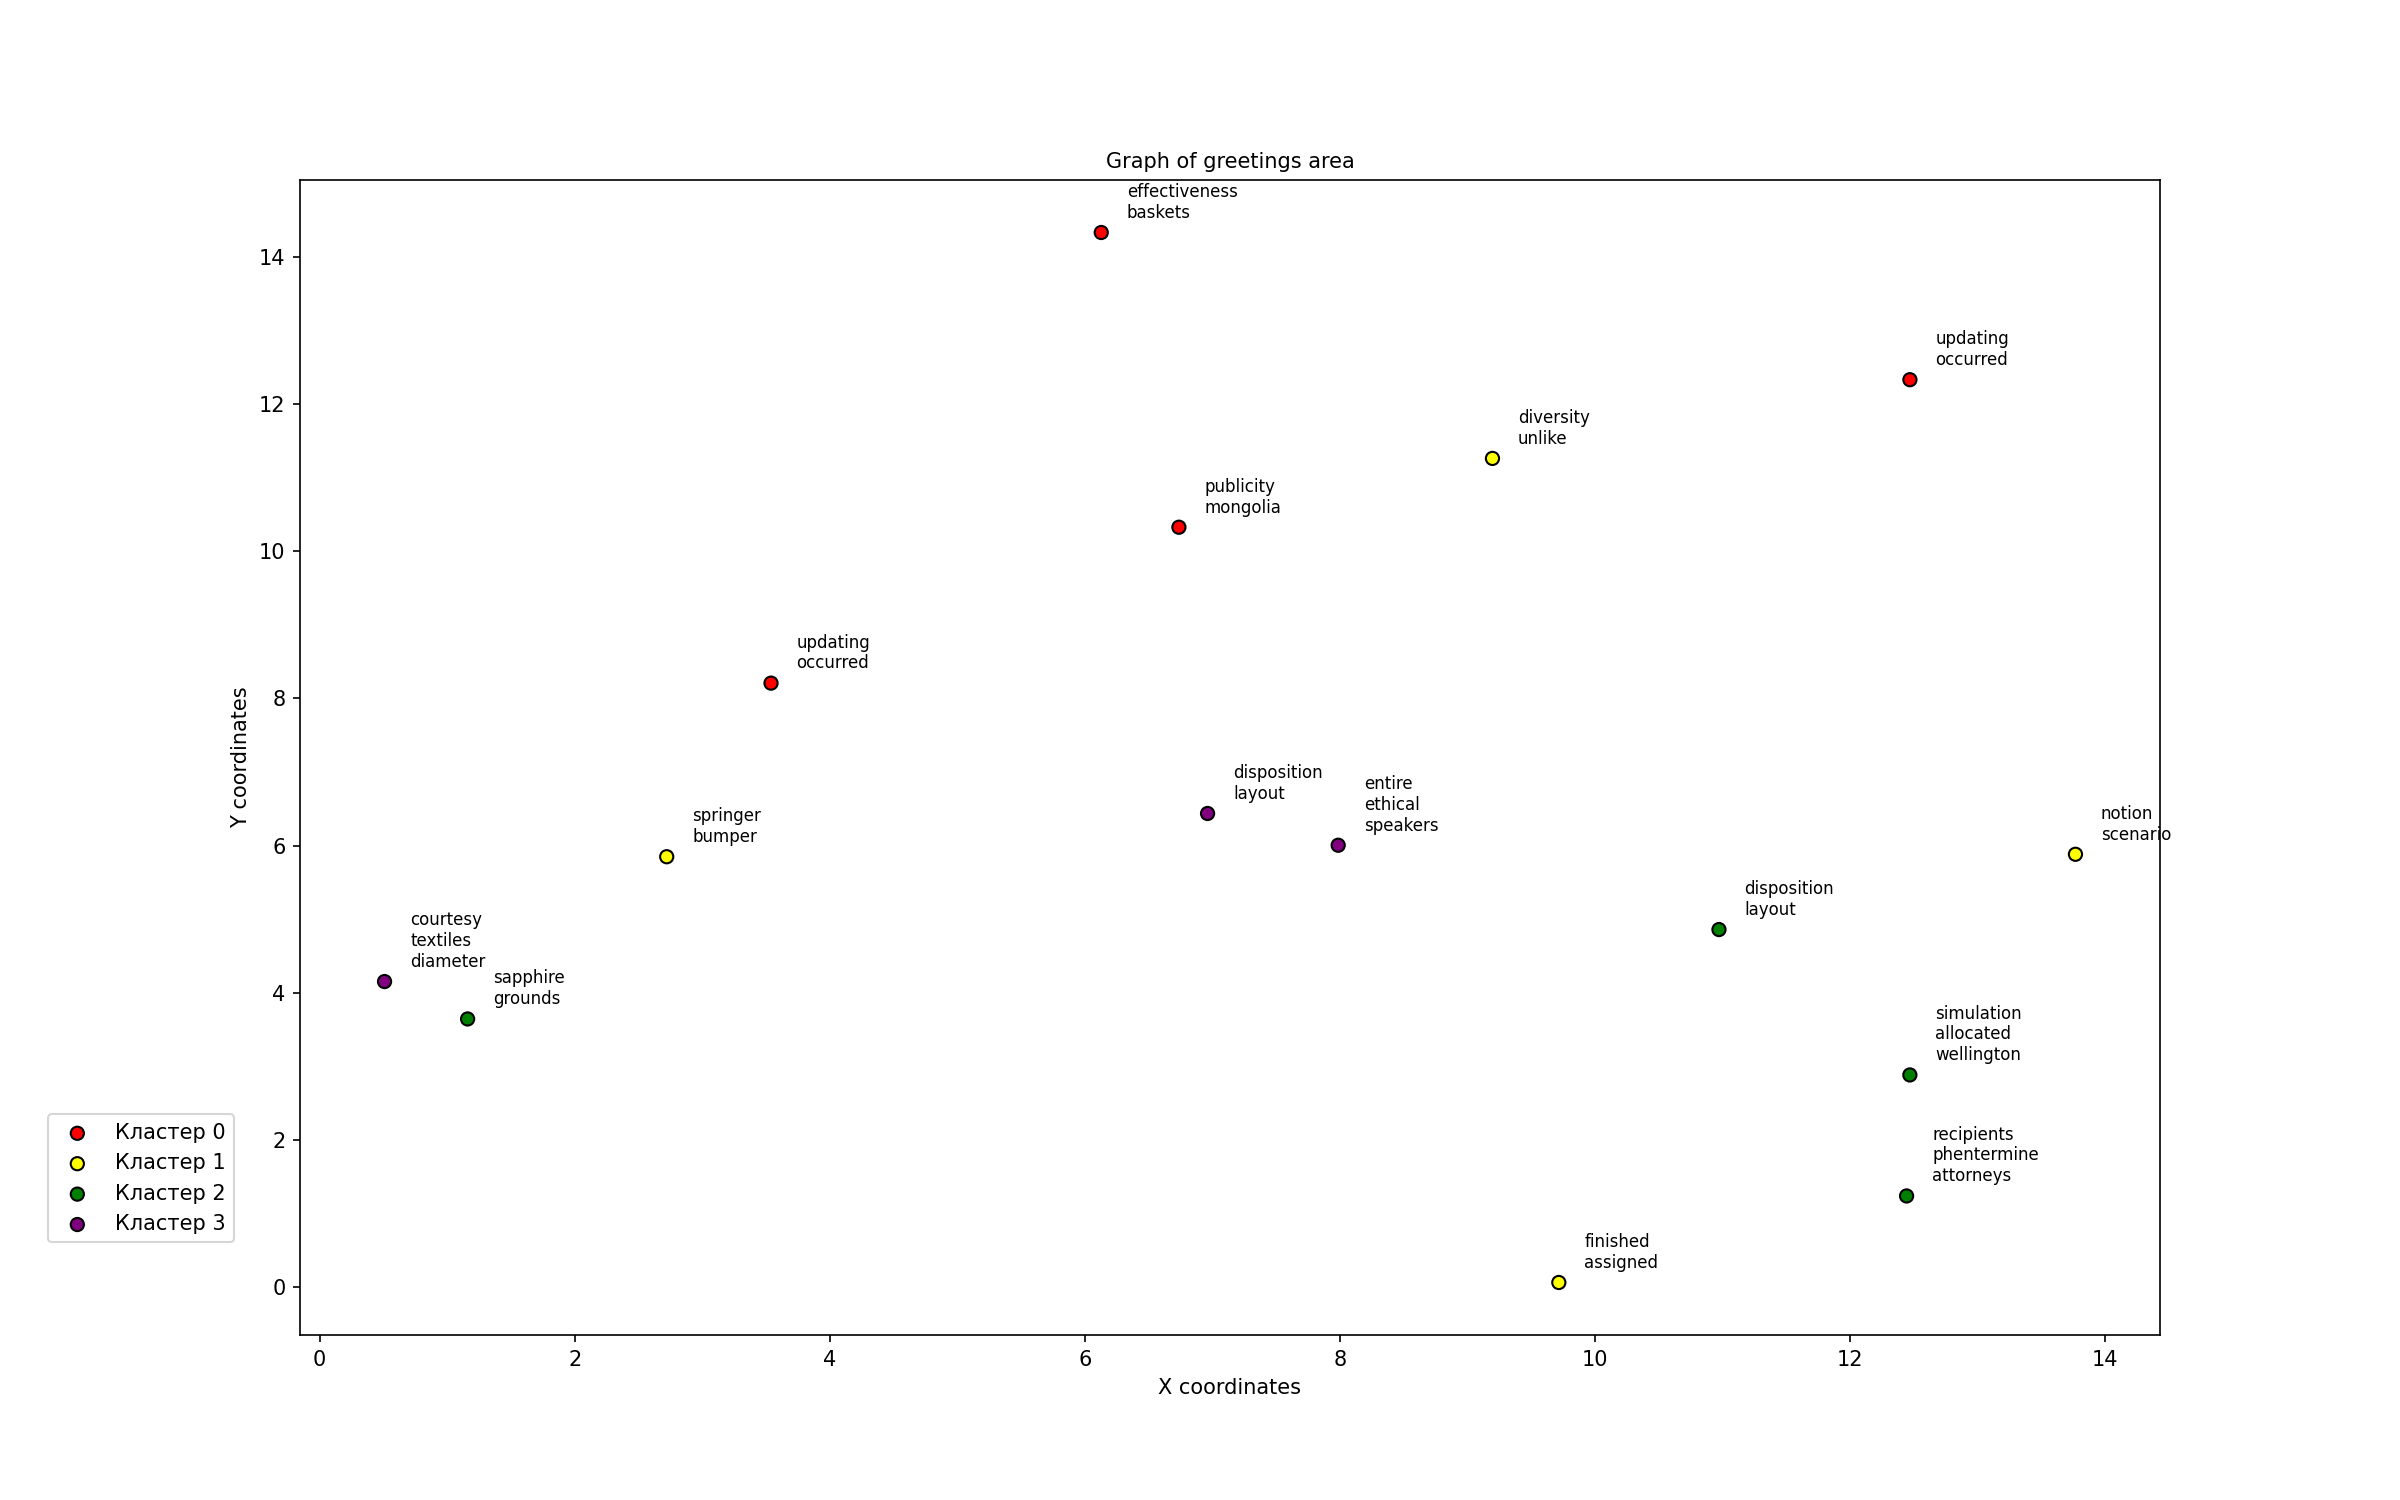 Graph of greetings area
effectiveness
baskets
14
updating
occurred
12
diversity
unlike
publicity
mongolia
10
updating
occurred
8
Y coordinates
disposition
layout
entire
ethical
speakers
springer
bumper
notion
scenario
6
disposition
layout
courtesy
textiles
diameter
sapphire
grounds
4
simulation
allocated
wellington
recipients
phentermine
attorneys
2
Кластер 0
Кластер 1
Кластер 2
Кластер 3
finished
assigned
0
0 2 4 6 8 10 12 14
X coordinates